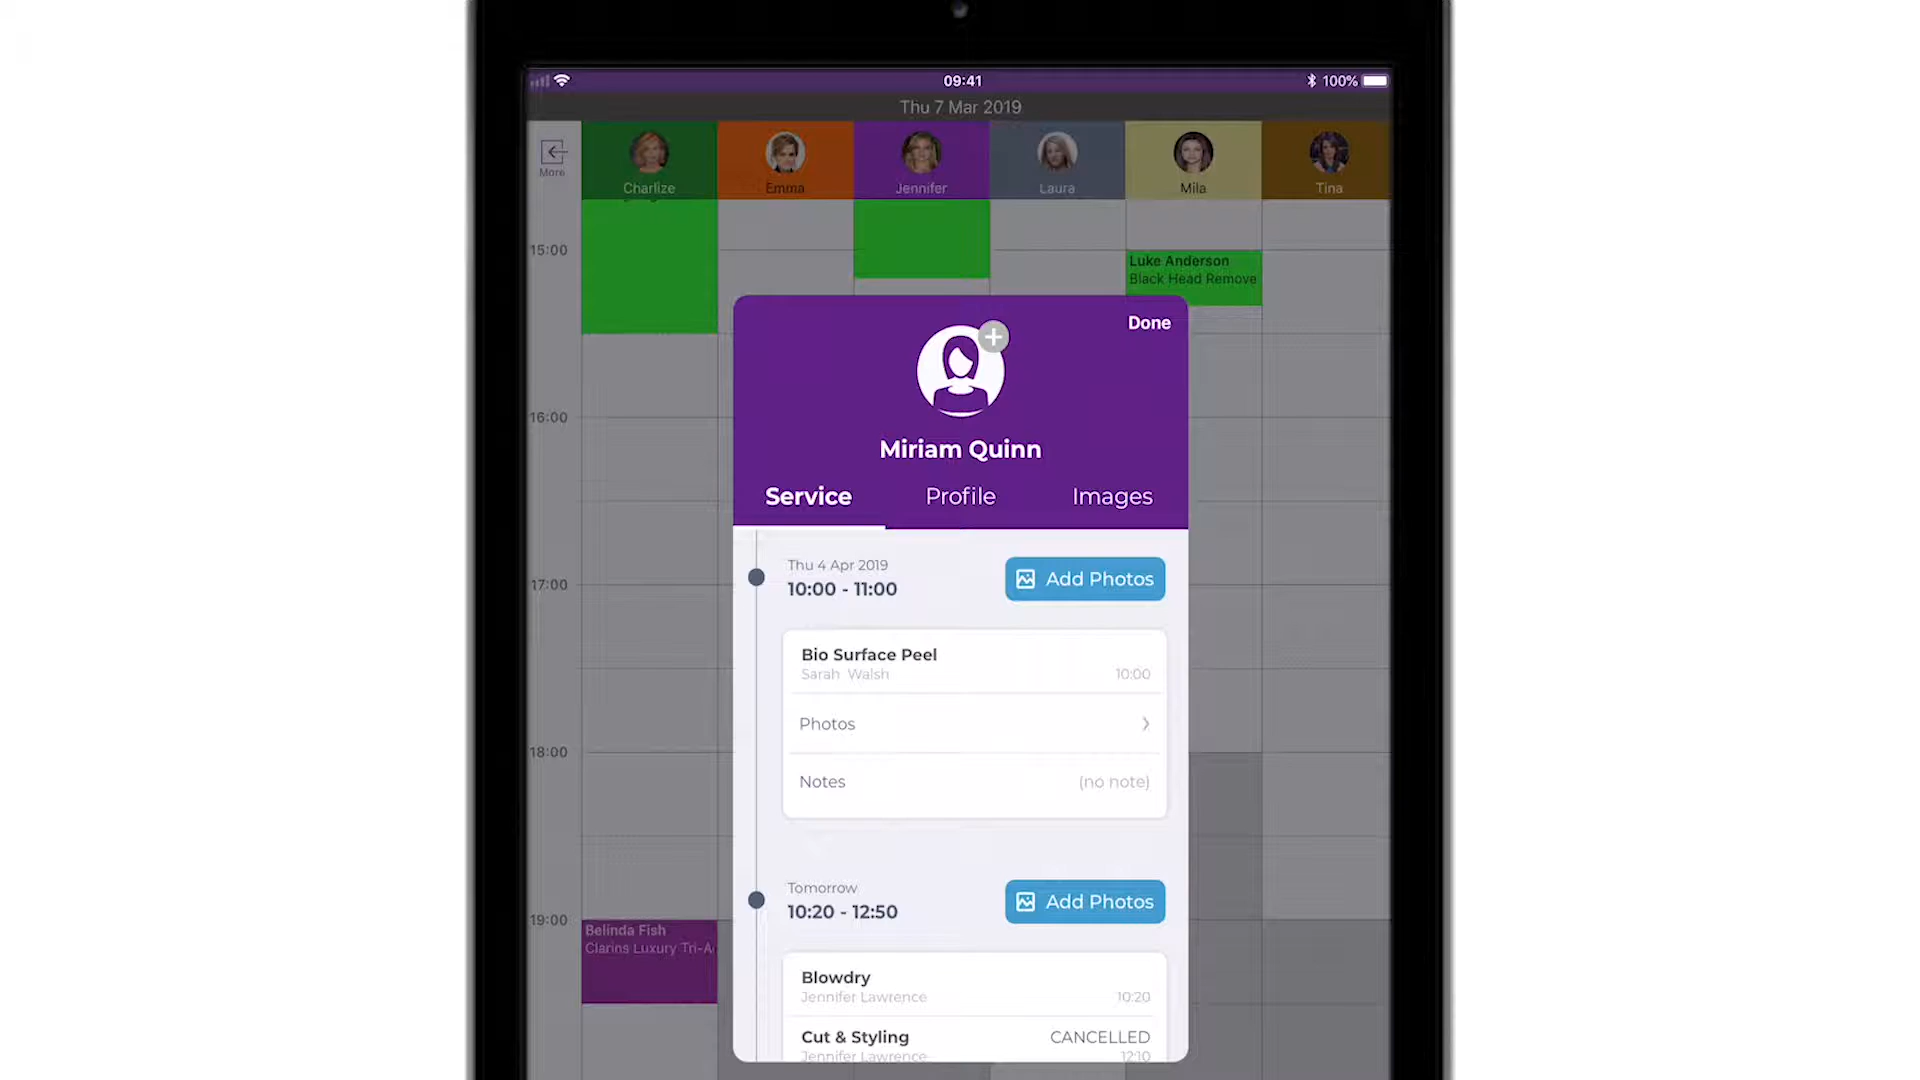 09:41
100%
Thu 7 Mar 2019
More
Charlize
Emma
Jennifer
Laura
Mila
Tina
15:00
Luke Anderson
Black Head Remove
Done
16:00
Miriam Quinn
Service
Profile
Images
17:00
Thu 4 Apr 2019
10:00 - 11:00
Add Photos
Bio Surface Peel
Sarah Walsh
10:00
Photos
18:00
Notes
(no note)
Tomorrow
10:20 - 12:50
Add Photos
19:00
Belinda Fish
Clarins Luxury Tri-A
Blowdry
Jennifer Lawrence
10:20
Cut & Styling
CANCELLED
Jennifer Lawrence
12:10